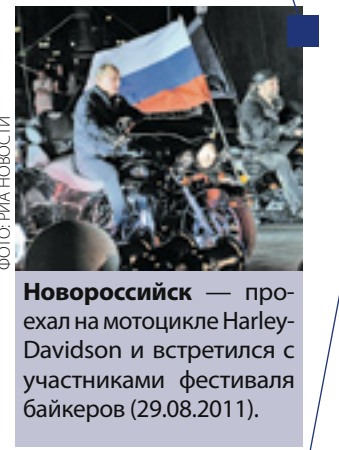 ФОТО: РИА НОВОСТИ
Новороссийск — про-
ехал на мотоцикле Harley-
Davidson и встретился с
участниками фестиваля
байкеров (29.08.2011).